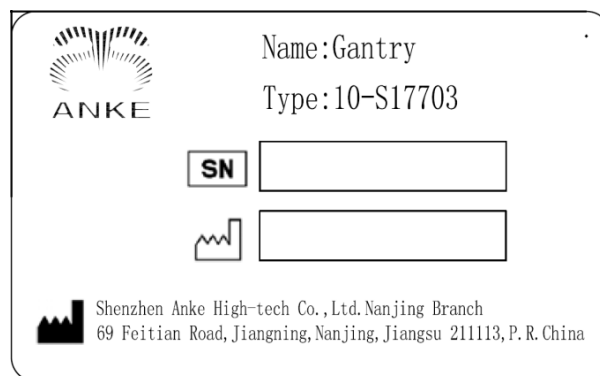 ANKE
Name:Gantry
Type:10-S17703
SN
Shenzhen Anke High-tech Co.,Ltd.Nanjing Branch
69 Feitian Road,Jiangning,Nanjing,Jiangsu 211113,P.R.China